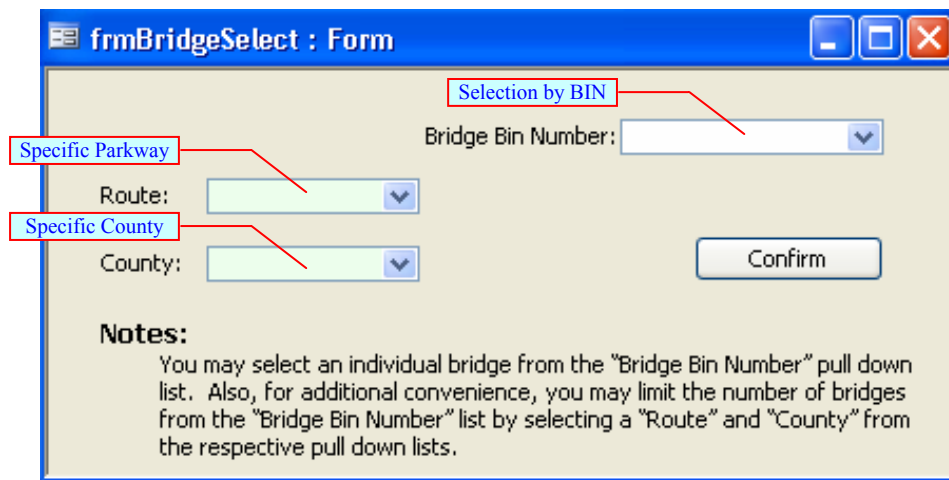 frmBridgeSelect : Form
Selection by BIN
Bridge Bin Number:
Specific Parkway
Route:
Specific County
County:
Confirm
Notes:
You may select an individual bridge from the "Bridge Bin Number" pull down
list.  Also, for additional convenience, you may limit the number of bridges
from the "Bridge Bin Number" list by selecting a "Route" and "County" from
the respective pull down lists.